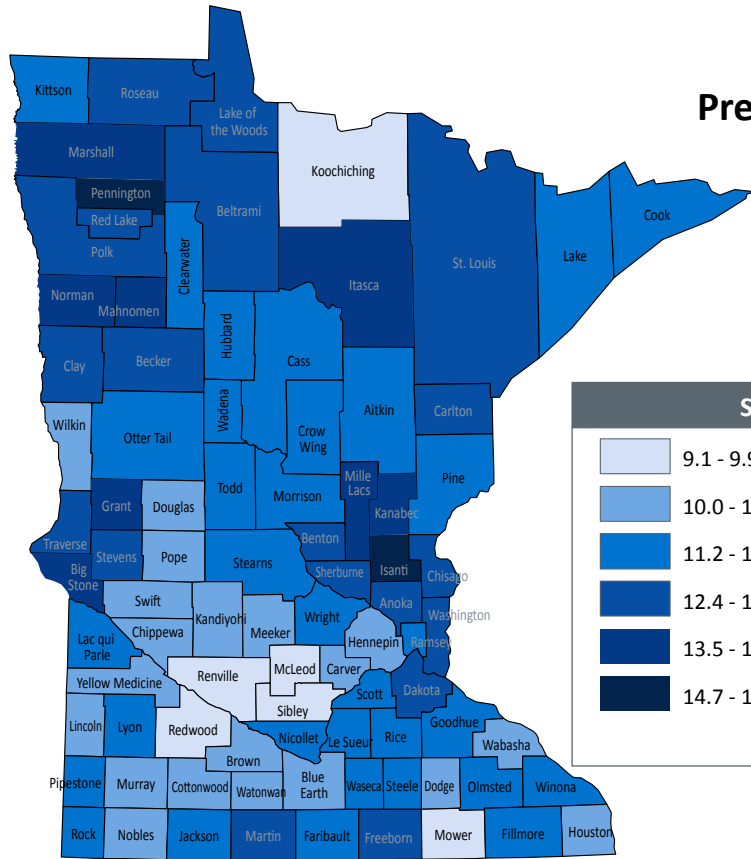 Pre
Kittson
Roseau
Lake of
the Woods
Koochiching
Marshall
Pennington
Red Lake
Polk
Beltrami
Clearwater
Cook
Lake
St. Louis
Itasca
Norman
Mahnomen
Hubbard
Cass
Clay
Becker
Wadena
Aitkin
Carlton
Crow
Wing
Wilkin
Otter Tail
Pine
Todd
Morrison
Mille
Lacs
Kanabec
Grant
Douglas
Benton
Traverse
Stevens
Pope
Stearns
Sherburne
Isanti
Chisago
Big
Stone
Swift
Kandiyohi
Meeker
Wright
Anoka
Washington
Chippewa
Hennepin
Ramsey
Lac qui
Parle
Renville
McLeod
Carver
Yellow Medicine
Scott
Dakota
Sibley
Lincoln
Lyon
Redwood
Nicollet
Le Sueur
Rice
Goodhue
Wabasha
Brown
Pipestone
Murray
Cottonwood
Watonwan
Blue
Earth
Waseca
Steele
Dodge
Olmsted
Winona
Rock
Nobles
Jackson
Martin
Faribault
Freeborn
Mower
Fillmore
Houston
S
9.1 - 9.9
10.0 - 1
11.2 - 1
12.4 - 1
13.5 - 1
14.7 - 1